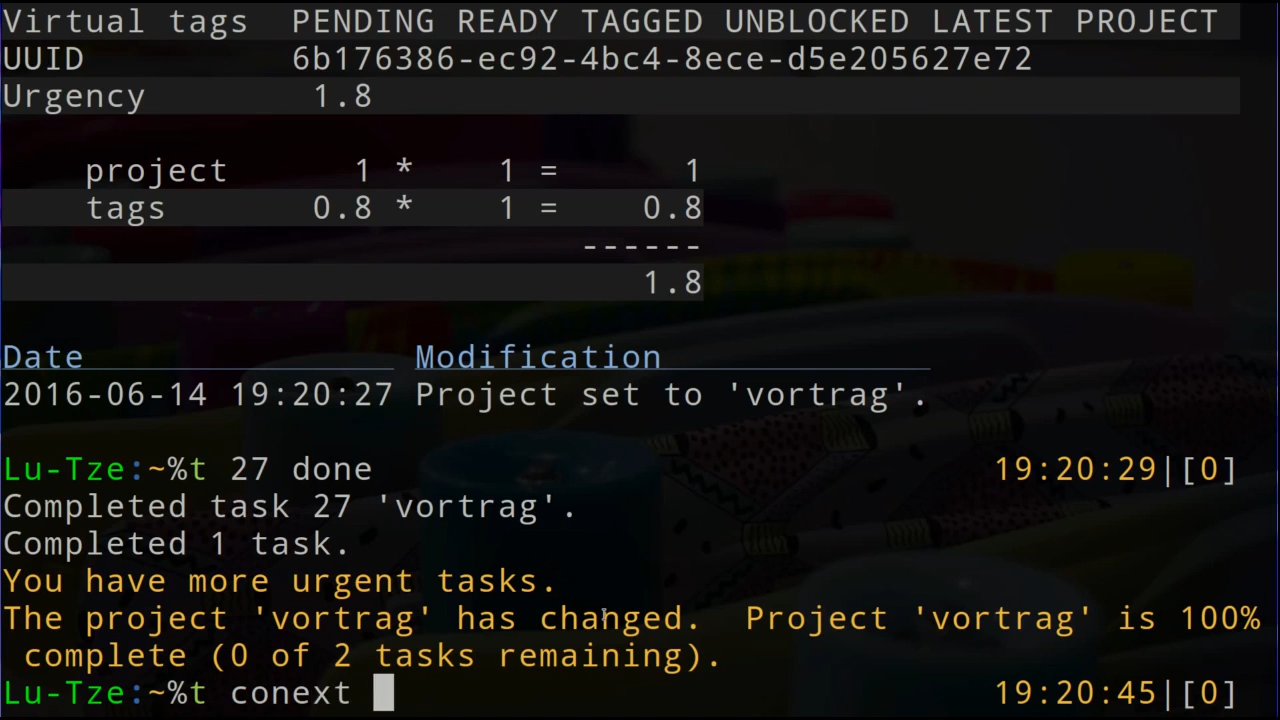 Virtual tags PENDING READY TAGGED UNBLOCKED LATEST PROJECT
UUID 6b176386-ec92-4bc4-8ece-d5e205627e72
Urgency 1.8
project 1 * 1 = 1
tags 0.8 * 1 = 0.8
------
1.8
Date Modification
2016-06-14 19:20:27 Project set to 'vortrag'.
Lu-Tze:~%t 27 done 19:20:29|[0]
Completed task 27 'vortrag'.
Completed 1 task.
You have more urgent tasks.
The project 'vortrag' has changed. Project 'vortrag' is 100%
complete (0 of 2 tasks remaining).
Lu-Tze:~%t conext 19:20:45|[0]